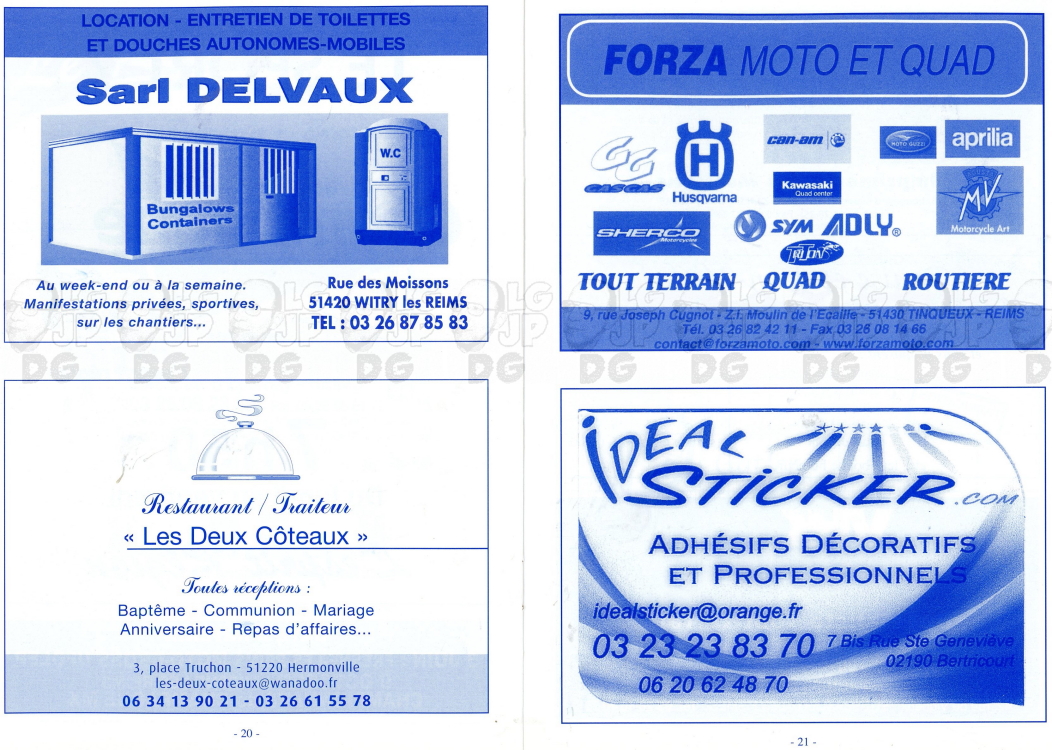 LOCATION - ENTRETIEN DE TOILETTES
ET DOUCHES AUTONOMES-MOBILES
Sarl DELVAUX
W.C
Bungalows
Containers
Au week-end ou à la semaine.
Manifestations privées, sportives,
sur les chantiers...
Rue des Moissons
51420 WITRY les REIMS
TEL : 03 26 87 85 83
Restaurant / Traiteur
« Les Deux Côteaux »
Toutes réceptions :
Baptême - Communion - Mariage
Anniversaire - Repas d'affaires...
3, place Truchon - 51220 Hermonville
les-deux-coteaux@wanadoo.fr
06 34 13 90 21 - 03 26 61 55 78
- 20 -
FORZA MOTO ET QUAD
GG
GASGAS
H
Husqvarna
can-am
MOTO GUZZI
aprilia
Kawasaki
Quad center
MV
Motorcycle Art
SHERCO
Motorcycles
SYM
ADLY®
TOUT TERRAIN QUAD ROUTIERE
9, rue Joseph Cugnot - Z.I. Moulin de l'Ecaille - 51430 TINQUEUX - REIMS
Tél. 03 26 82 42 11 - Fax 03 26 08 14 66
contact@forzamoto.com - www.forzamoto.com
iDEAL
STiCKER.COM
ADHÉSIFS DÉCORATIFS
ET PROFESSIONNELS
idealsticker@orange.fr
03 23 23 83 70
7 Bis Rue Ste Geneviève
02190 Bertricourt
06 20 62 48 70
- 21 -
LG
JP
DG